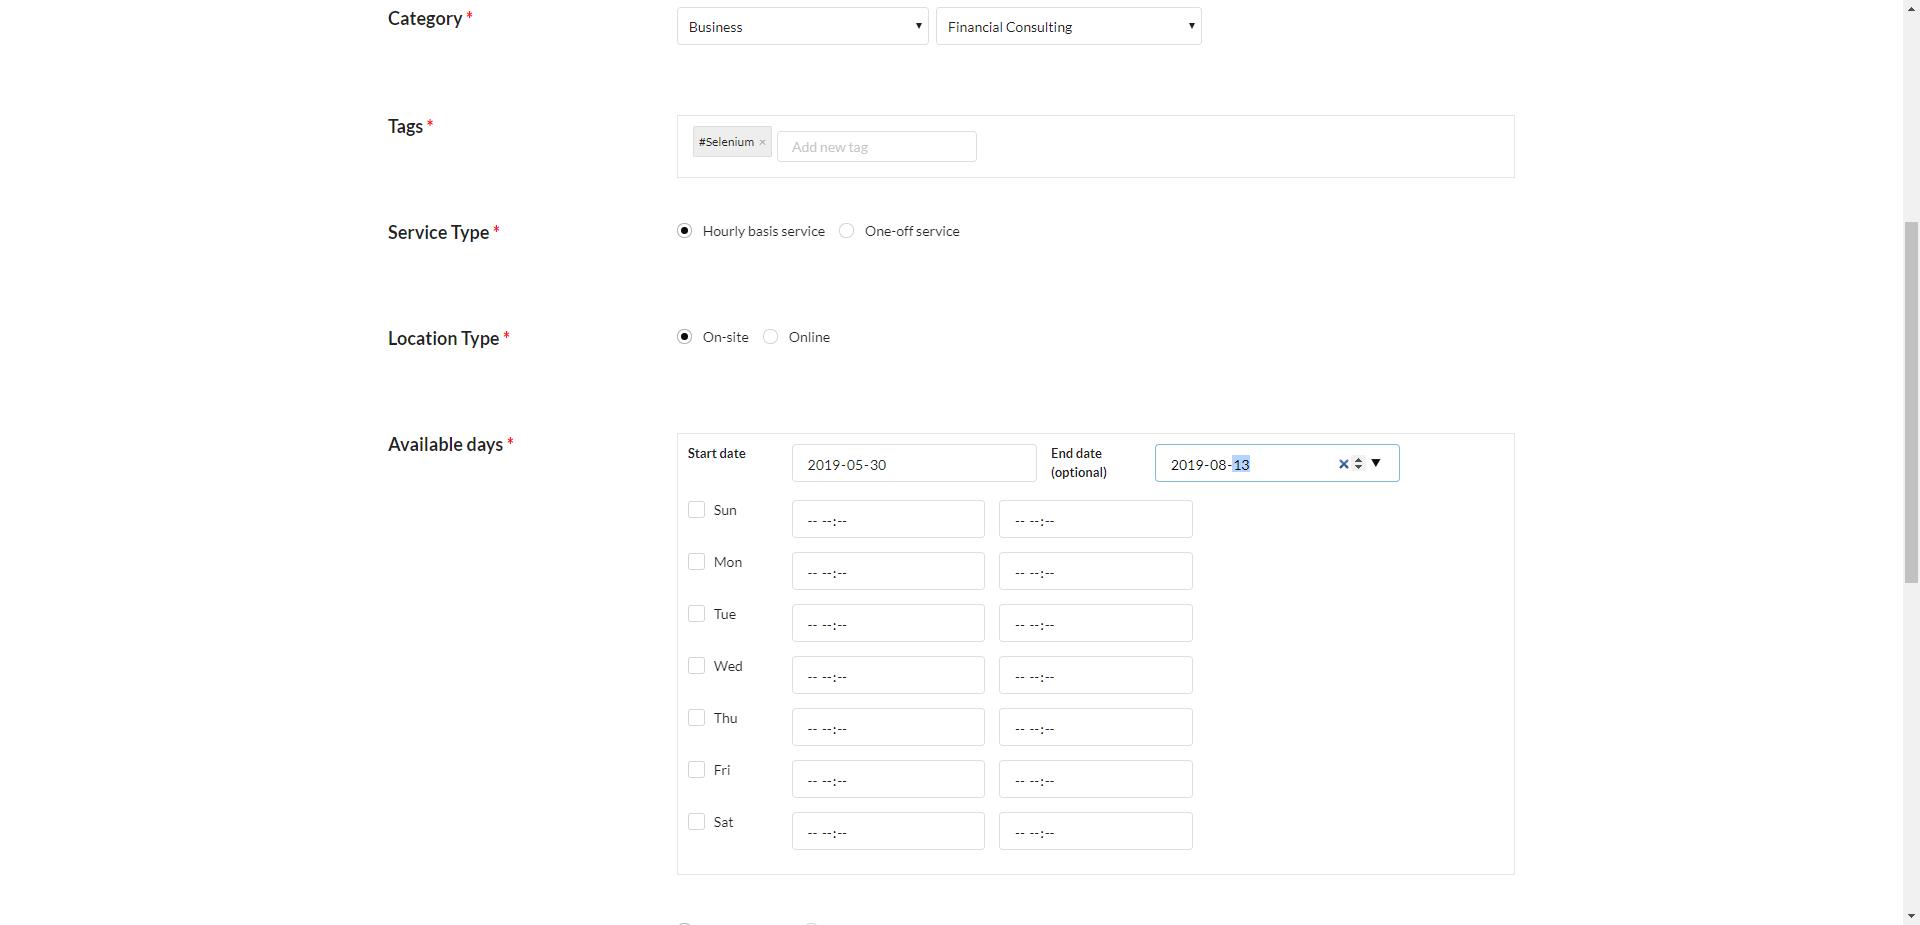 Category * Business Financial Consulting
Tags * #Selenium × Add new tag
Service Type * Hourly basis service One-off service
Location Type * On-site Online
Available days * Start date 2019-05-30 End date (optional) 2019-08-13
Sun -- --:-- -- --:--
Mon -- --:-- -- --:--
Tue -- --:-- -- --:--
Wed -- --:-- -- --:--
Thu -- --:-- -- --:--
Fri -- --:-- -- --:--
Sat -- --:-- -- --:--